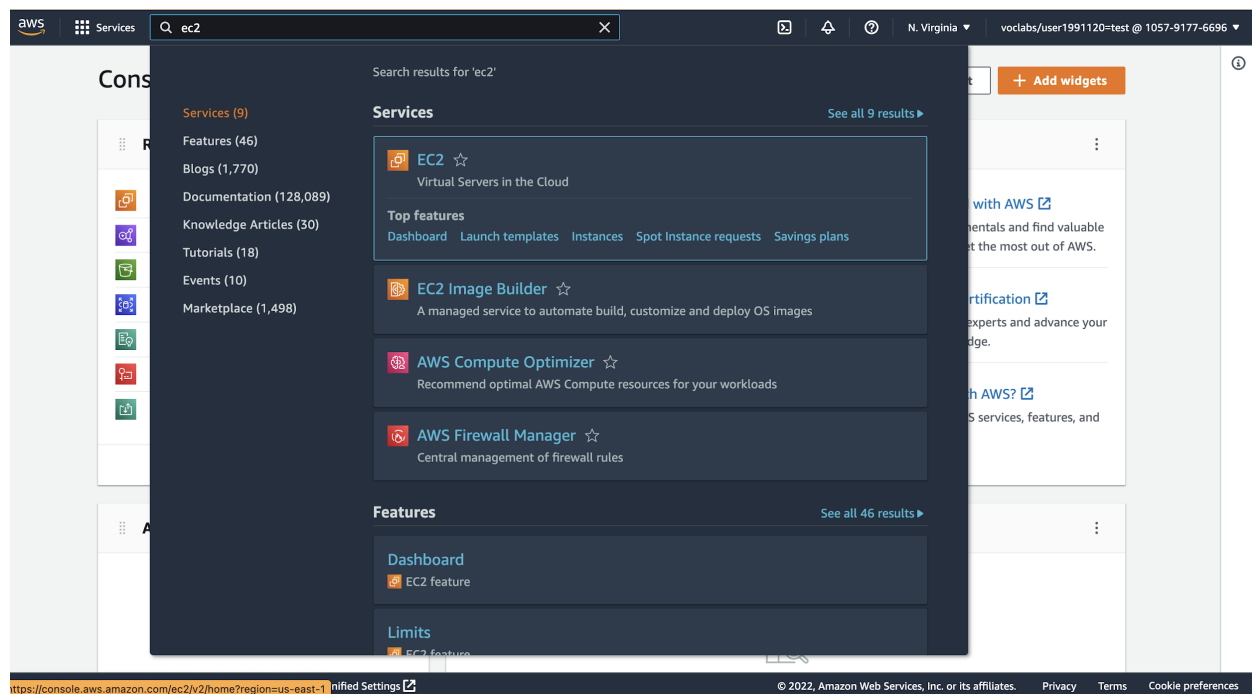 aws
Services
ec2
N. Virginia
voclabs/user1991120=test @ 1057-9177-6696
Cons
Add widgets
Search results for 'ec2'
Services (9)
Features (46)
Blogs (1,770)
Documentation (128,089)
Knowledge Articles (30)
Tutorials (18)
Events (10)
Marketplace (1,498)
Services
See all 9 results
EC2
Virtual Servers in the Cloud
Top features
Dashboard Launch templates Instances Spot Instance requests Savings plans
EC2 Image Builder
A managed service to automate build, customize and deploy OS images
AWS Compute Optimizer
Recommend optimal AWS Compute resources for your workloads
AWS Firewall Manager
Central management of firewall rules
Features
See all 46 results
Dashboard
EC2 feature
Limits
EC2 feature
with AWS
nentals and find valuable
et the most out of AWS.
rtification
experts and advance your
dge.
h AWS?
S services, features, and
https://console.aws.amazon.com/ec2/v2/home?region=us-east-1
nified Settings
© 2022, Amazon Web Services, Inc. or its affiliates.
Privacy
Terms
Cookie preferences